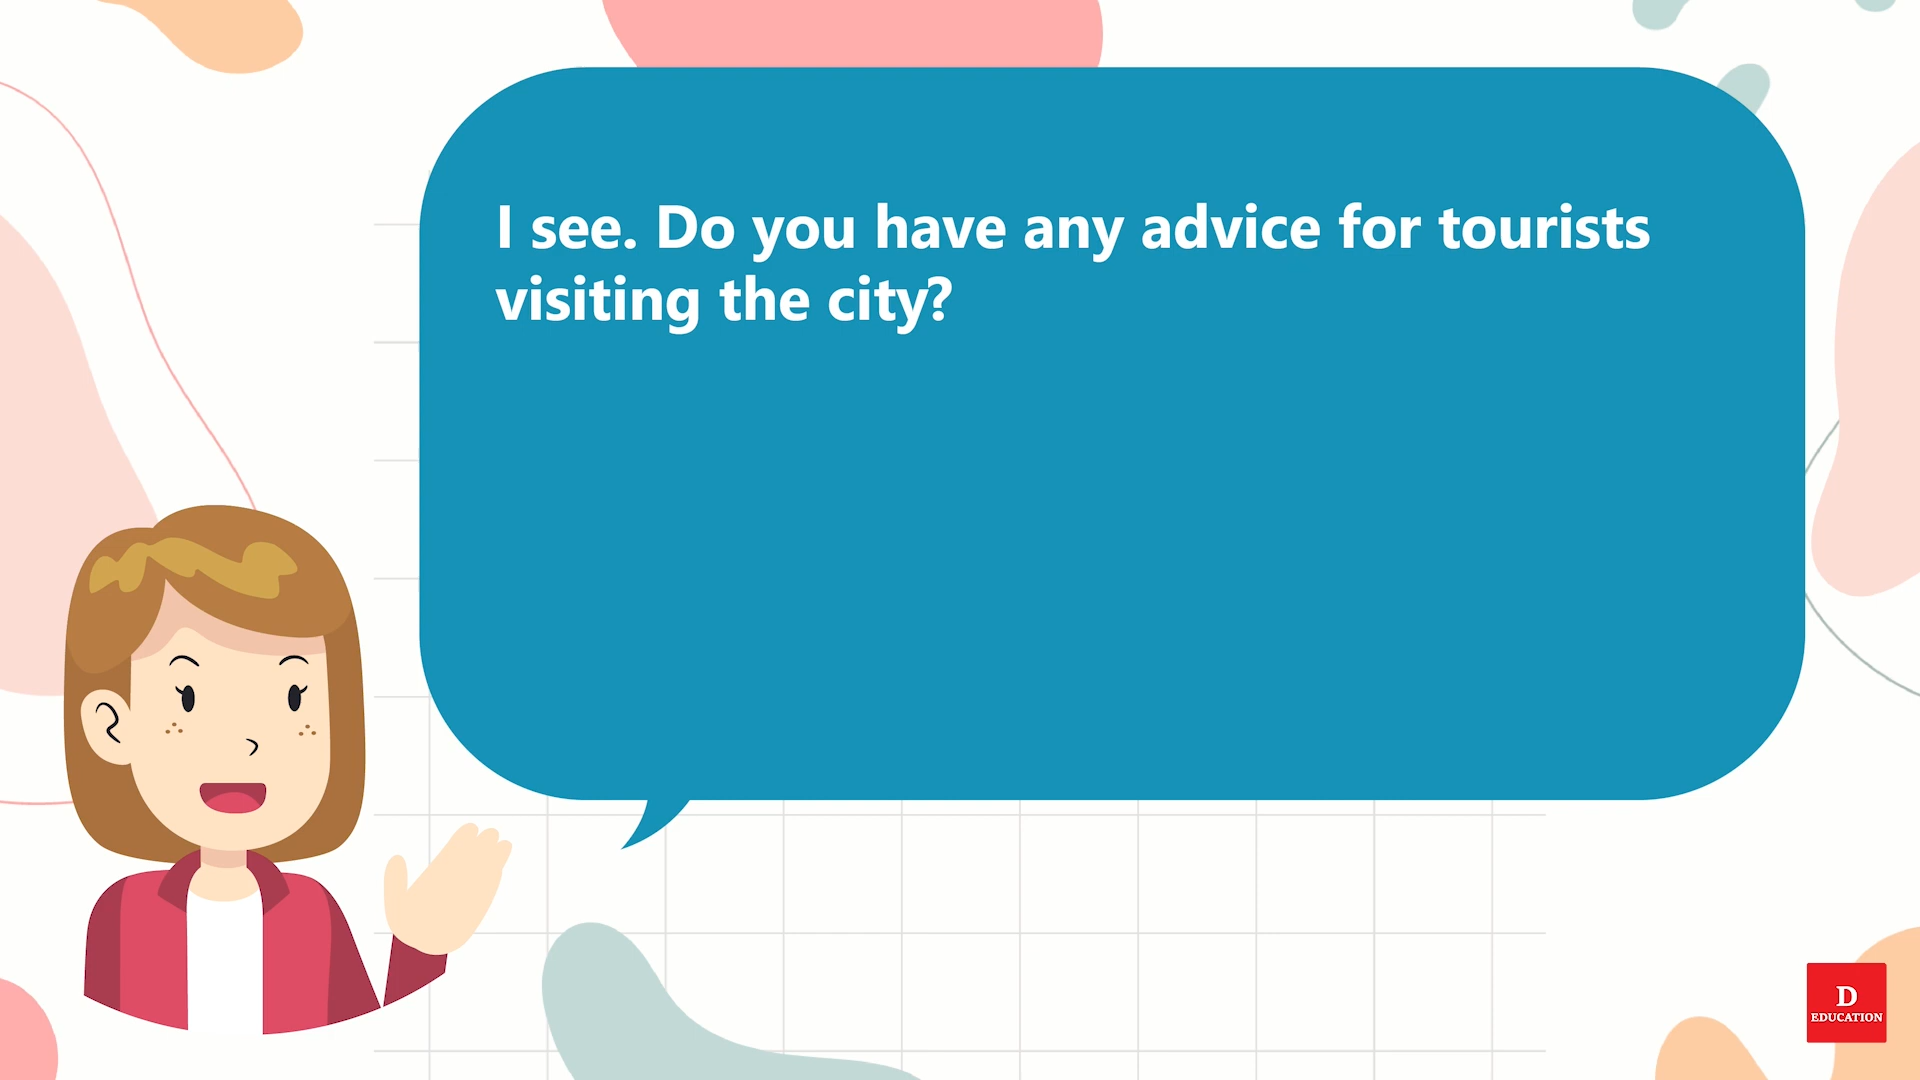 I see. Do you have any advice for tourists
visiting the city?
D
EDUCATION